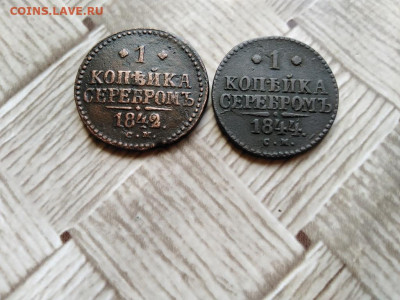 COINS.LAVE.RU
· 1 ·
КОПѢЙКА
СЕРЕБРОМЪ
1842.
С.М.
· 1 ·
КОПѢЙКА
СЕРЕБРОМЪ
1844.
С.М.